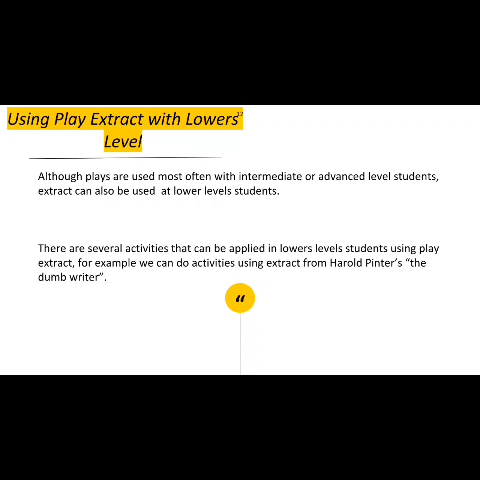 Using Play Extract with Lowers
Level
Although plays are used most often with intermediate or advanced level students,
extract can also be used at lower levels students.
There are several activities that can be applied in lowers levels students using play
extract, for example we can do activities using extract from Harold Pinter's “the
dumb writer”.
“